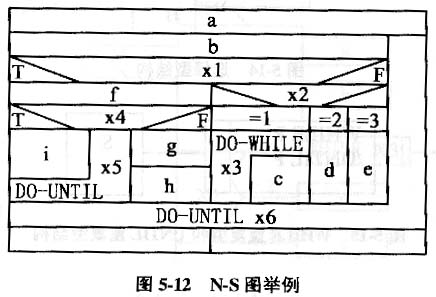 a
b
T x1 F
f x2
T x4 F =1 =2 =3
i x5 g DO-WHILE
x3 c d e
DO-UNTIL h
DO-UNTIL x6
图 5-12 N-S 图举例